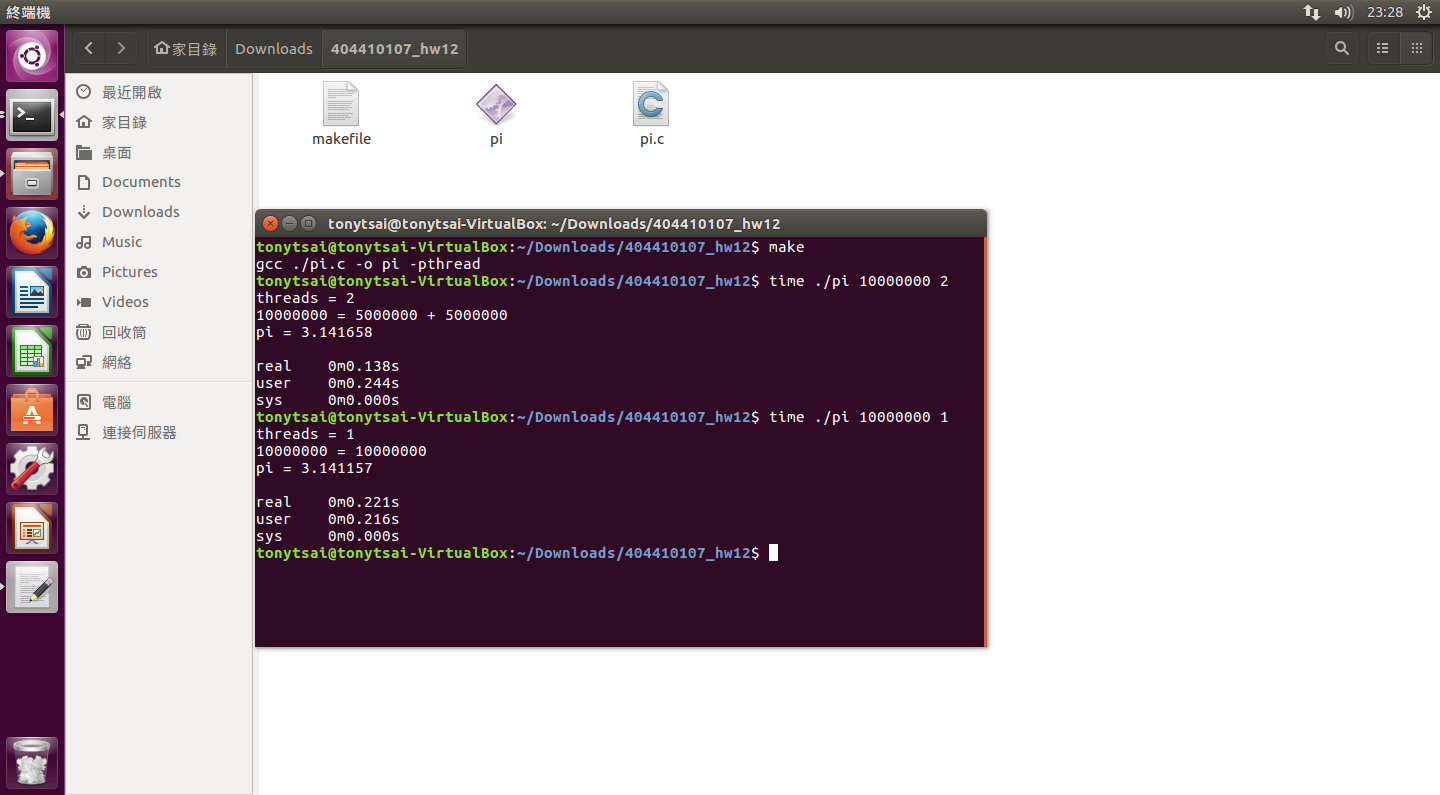 終端機
23:28
家目錄
Downloads
404410107_hw12
最近開啟
家目錄
桌面
Documents
Downloads
Music
Pictures
Videos
回收筒
網絡
電腦
連接伺服器
makefile
pi
pi.c
tonytsai@tonytsai-VirtualBox: ~/Downloads/404410107_hw12
tonytsai@tonytsai-VirtualBox:~/Downloads/404410107_hw12$ make
gcc ./pi.c -o pi -pthread
tonytsai@tonytsai-VirtualBox:~/Downloads/404410107_hw12$ time ./pi 10000000 2
threads = 2
10000000 = 5000000 + 5000000
pi = 3.141658
real    0m0.138s
user    0m0.244s
sys     0m0.000s
tonytsai@tonytsai-VirtualBox:~/Downloads/404410107_hw12$ time ./pi 10000000 1
threads = 1
10000000 = 10000000
pi = 3.141157
real    0m0.221s
user    0m0.216s
sys     0m0.000s
tonytsai@tonytsai-VirtualBox:~/Downloads/404410107_hw12$